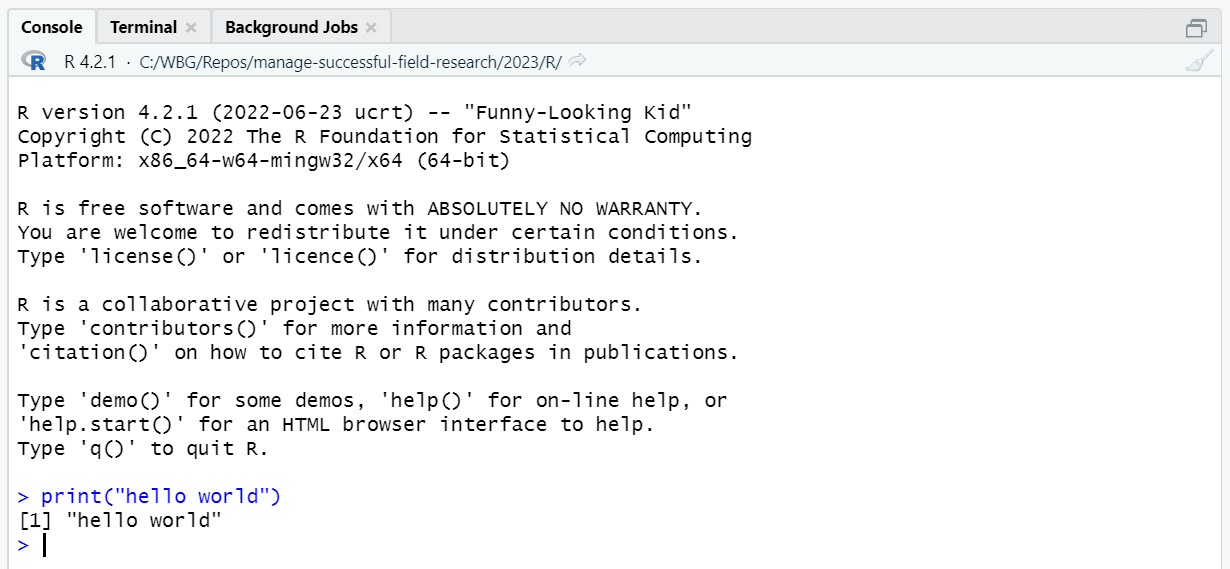 Console Terminal Background Jobs
R R 4.2.1 · C:/WBG/Repos/manage-successful-field-research/2023/R/
R version 4.2.1 (2022-06-23 ucrt) -- "Funny-Looking Kid"
Copyright (C) 2022 The R Foundation for Statistical Computing
Platform: x86_64-w64-mingw32/x64 (64-bit)
R is free software and comes with ABSOLUTELY NO WARRANTY.
You are welcome to redistribute it under certain conditions.
Type 'license()' or 'licence()' for distribution details.
R is a collaborative project with many contributors.
Type 'contributors()' for more information and
'citation()' on how to cite R or R packages in publications.
Type 'demo()' for some demos, 'help()' for on-line help, or
'help.start()' for an HTML browser interface to help.
Type 'q()' to quit R.
> print("hello world")
[1] "hello world"
>